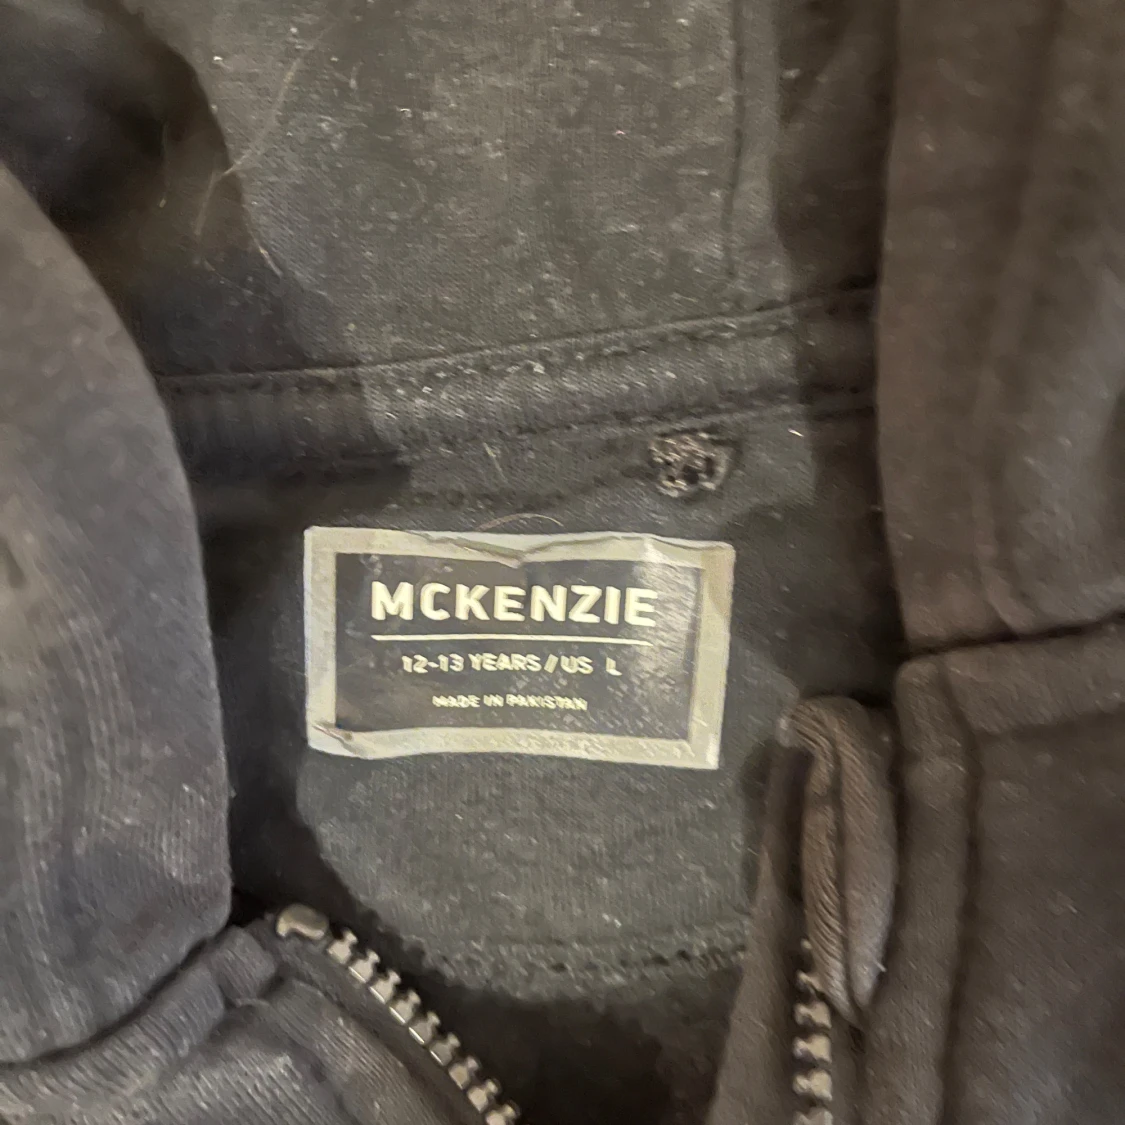 MCKENZIE
12-13 YEARS // US L
MADE IN PAKISTAN